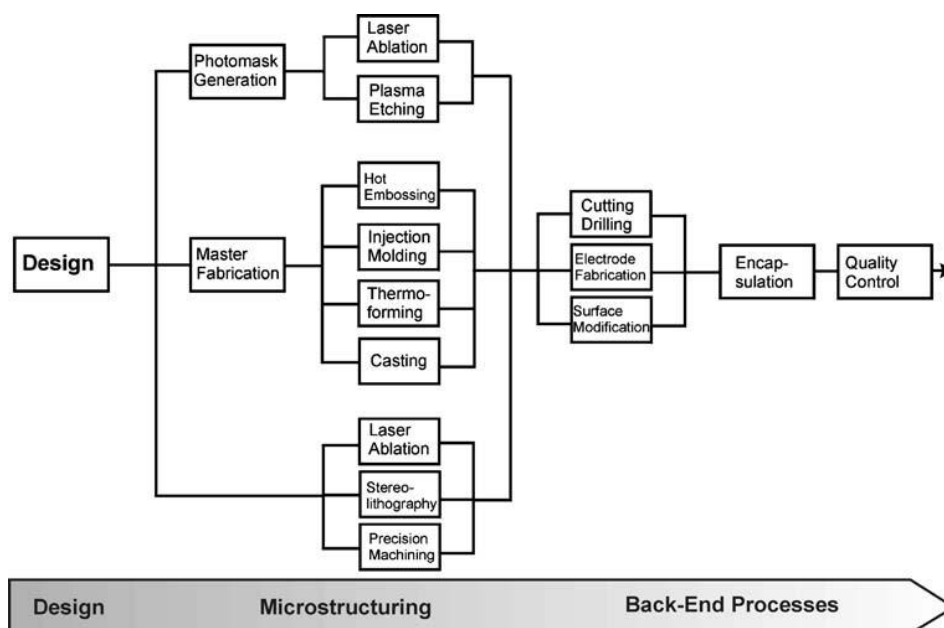 Laser
Ablation
Photomask
Generation
Plasma
Etching
Hot
Embossing
Cutting
Drilling
Injection
Molding
Design
Master
Fabrication
Electrode
Fabrication
Encap-
sulation
Quality
Control
Thermo-
forming
Surface
Modification
Casting
Laser
Ablation
Stereo-
lithography
Precision
Machining
Design
Microstructuring
Back-End Processes